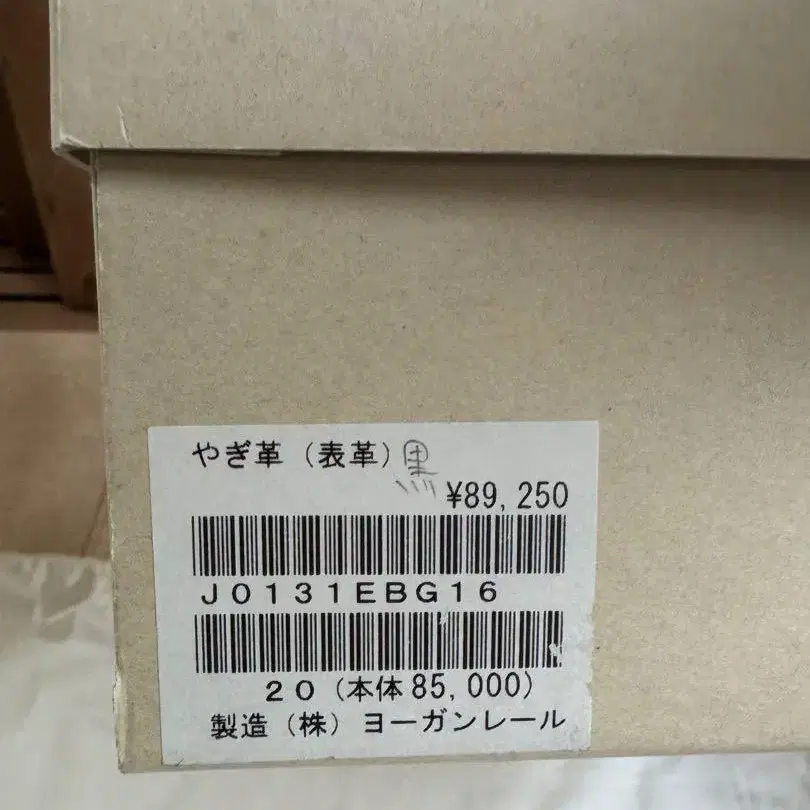 やぎ革（表革）黒
¥89,250
J0131EBG16
20（本体85,000）
製造（株）ヨーガンレール